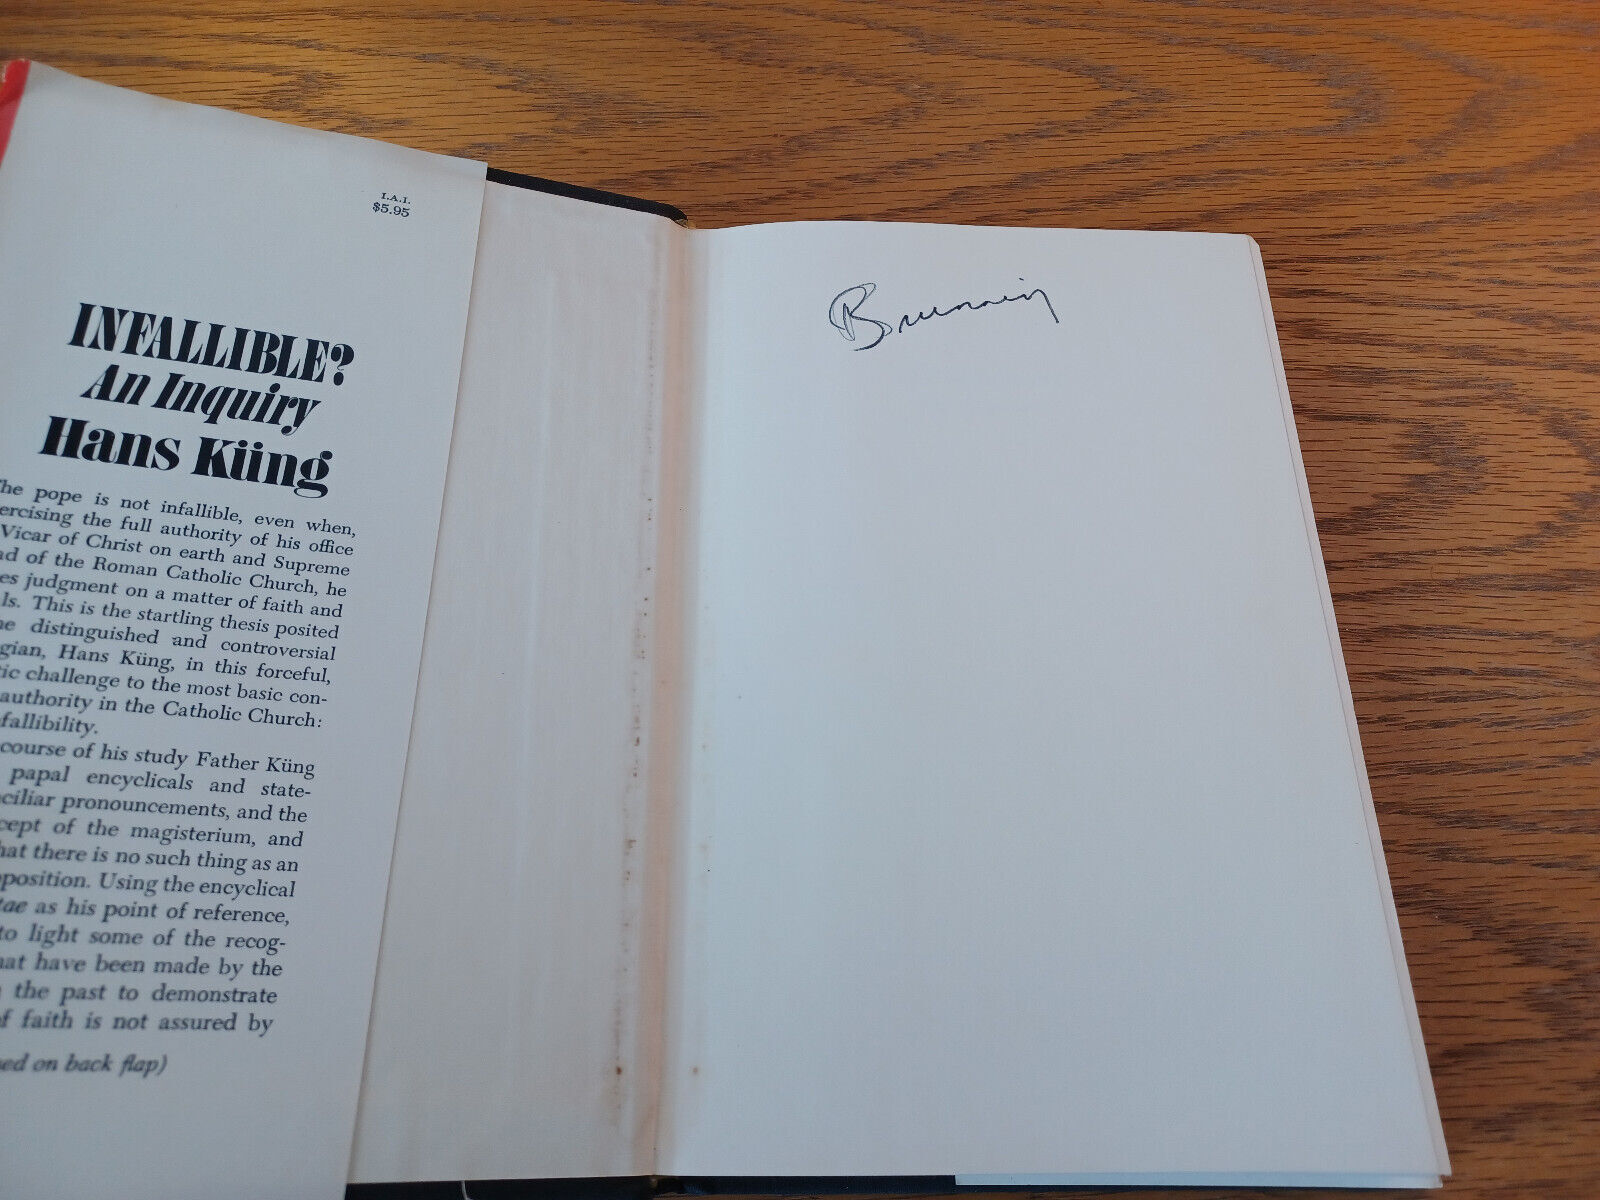 I.A.I.
$5.95
INFALLIBLE?
An Inquiry
Hans Küng
he pope is not infallible, even when,
ercising the full authority of his office
Vicar of Christ on earth and Supreme
ad of the Roman Catholic Church, he
es judgment on a matter of faith and
ls. This is the startling thesis posited
ne distinguished and controversial
gian, Hans Küng, in this forceful,
tic challenge to the most basic con-
authority in the Catholic Church:
fallibility.
course of his study Father Küng
papal encyclicals and state-
ciliar pronouncements, and the
cept of the magisterium, and
hat there is no such thing as an
position. Using the encyclical
tae as his point of reference,
to light some of the recog-
hat have been made by the
the past to demonstrate
f faith is not assured by
ed on back flap)